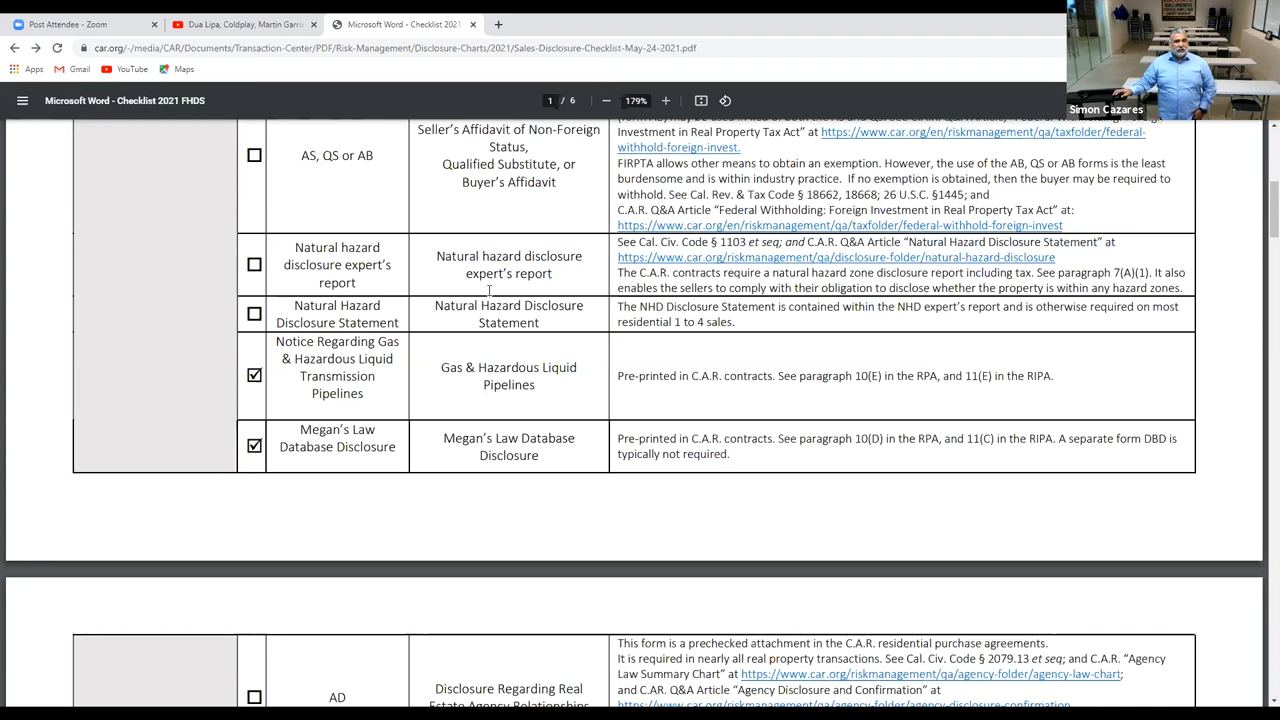 Post Attendee - Zoom
Dua Lipa, Coldplay, Martin Garri
Microsoft Word - Checklist 2021
car.org/-/media/CAR/Documents/Transaction-Center/PDF/Risk-Management/Disclosure-Charts/2021/Sales-Disclosure-Checklist-May-24-2021.pdf
Apps
Gmail
YouTube
Maps
Simon Cazares
Microsoft Word - Checklist 2021 FHDS
1 / 6
179%
AS, QS or AB
Seller's Affidavit of Non-Foreign
Status,
Qualified Substitute, or
Buyer's Affidavit
Investment in Real Property Tax Act" at https://www.car.org/en/riskmanagement/qa/taxfolder/federal-
withhold-foreign-invest.
FIRPTA allows other means to obtain an exemption. However, the use of the AB, QS or AB forms is the least
burdensome and is within industry practice. If no exemption is obtained, then the buyer may be required to
withhold. See Cal. Rev. & Tax Code § 18662, 18668; 26 U.S.C. §1445; and
C.A.R. Q&A Article "Federal Withholding: Foreign Investment in Real Property Tax Act" at:
https://www.car.org/en/riskmanagement/qa/taxfolder/federal-withhold-foreign-invest
Natural hazard
disclosure expert's
report
Natural hazard disclosure
expert's report
See Cal. Civ. Code § 1103 et seq; and C.A.R. Q&A Article "Natural Hazard Disclosure Statement" at
https://www.car.org/riskmanagement/qa/disclosure-folder/natural-hazard-disclosure
The C.A.R. contracts require a natural hazard zone disclosure report including tax. See paragraph 7(A)(1). It also
enables the sellers to comply with their obligation to disclose whether the property is within any hazard zones.
Natural Hazard
Disclosure Statement
Natural Hazard Disclosure
Statement
The NHD Disclosure Statement is contained within the NHD expert's report and is otherwise required on most
residential 1 to 4 sales.
Notice Regarding Gas
& Hazardous Liquid
Transmission
Pipelines
Gas & Hazardous Liquid
Pipelines
Pre-printed in C.A.R. contracts. See paragraph 10(E) in the RPA, and 11(E) in the RIPA.
Megan's Law
Database Disclosure
Megan's Law Database
Disclosure
Pre-printed in C.A.R. contracts. See paragraph 10(D) in the RPA, and 11(C) in the RIPA. A separate form DBD is
typically not required.
AD
Disclosure Regarding Real
Estate Agency Relationships
This form is a prechecked attachment in the C.A.R. residential purchase agreements.
It is required in nearly all real property transactions. See Cal. Civ. Code § 2079.13 et seq; and C.A.R. "Agency
Law Summary Chart" at https://www.car.org/riskmanagement/qa/agency-folder/agency-law-chart;
and C.AR. Q&A Article "Agency Disclosure and Confirmation" at
https://www.car.org/riskmanagement/qa/agency-folder/agency-disclosure-confirmation